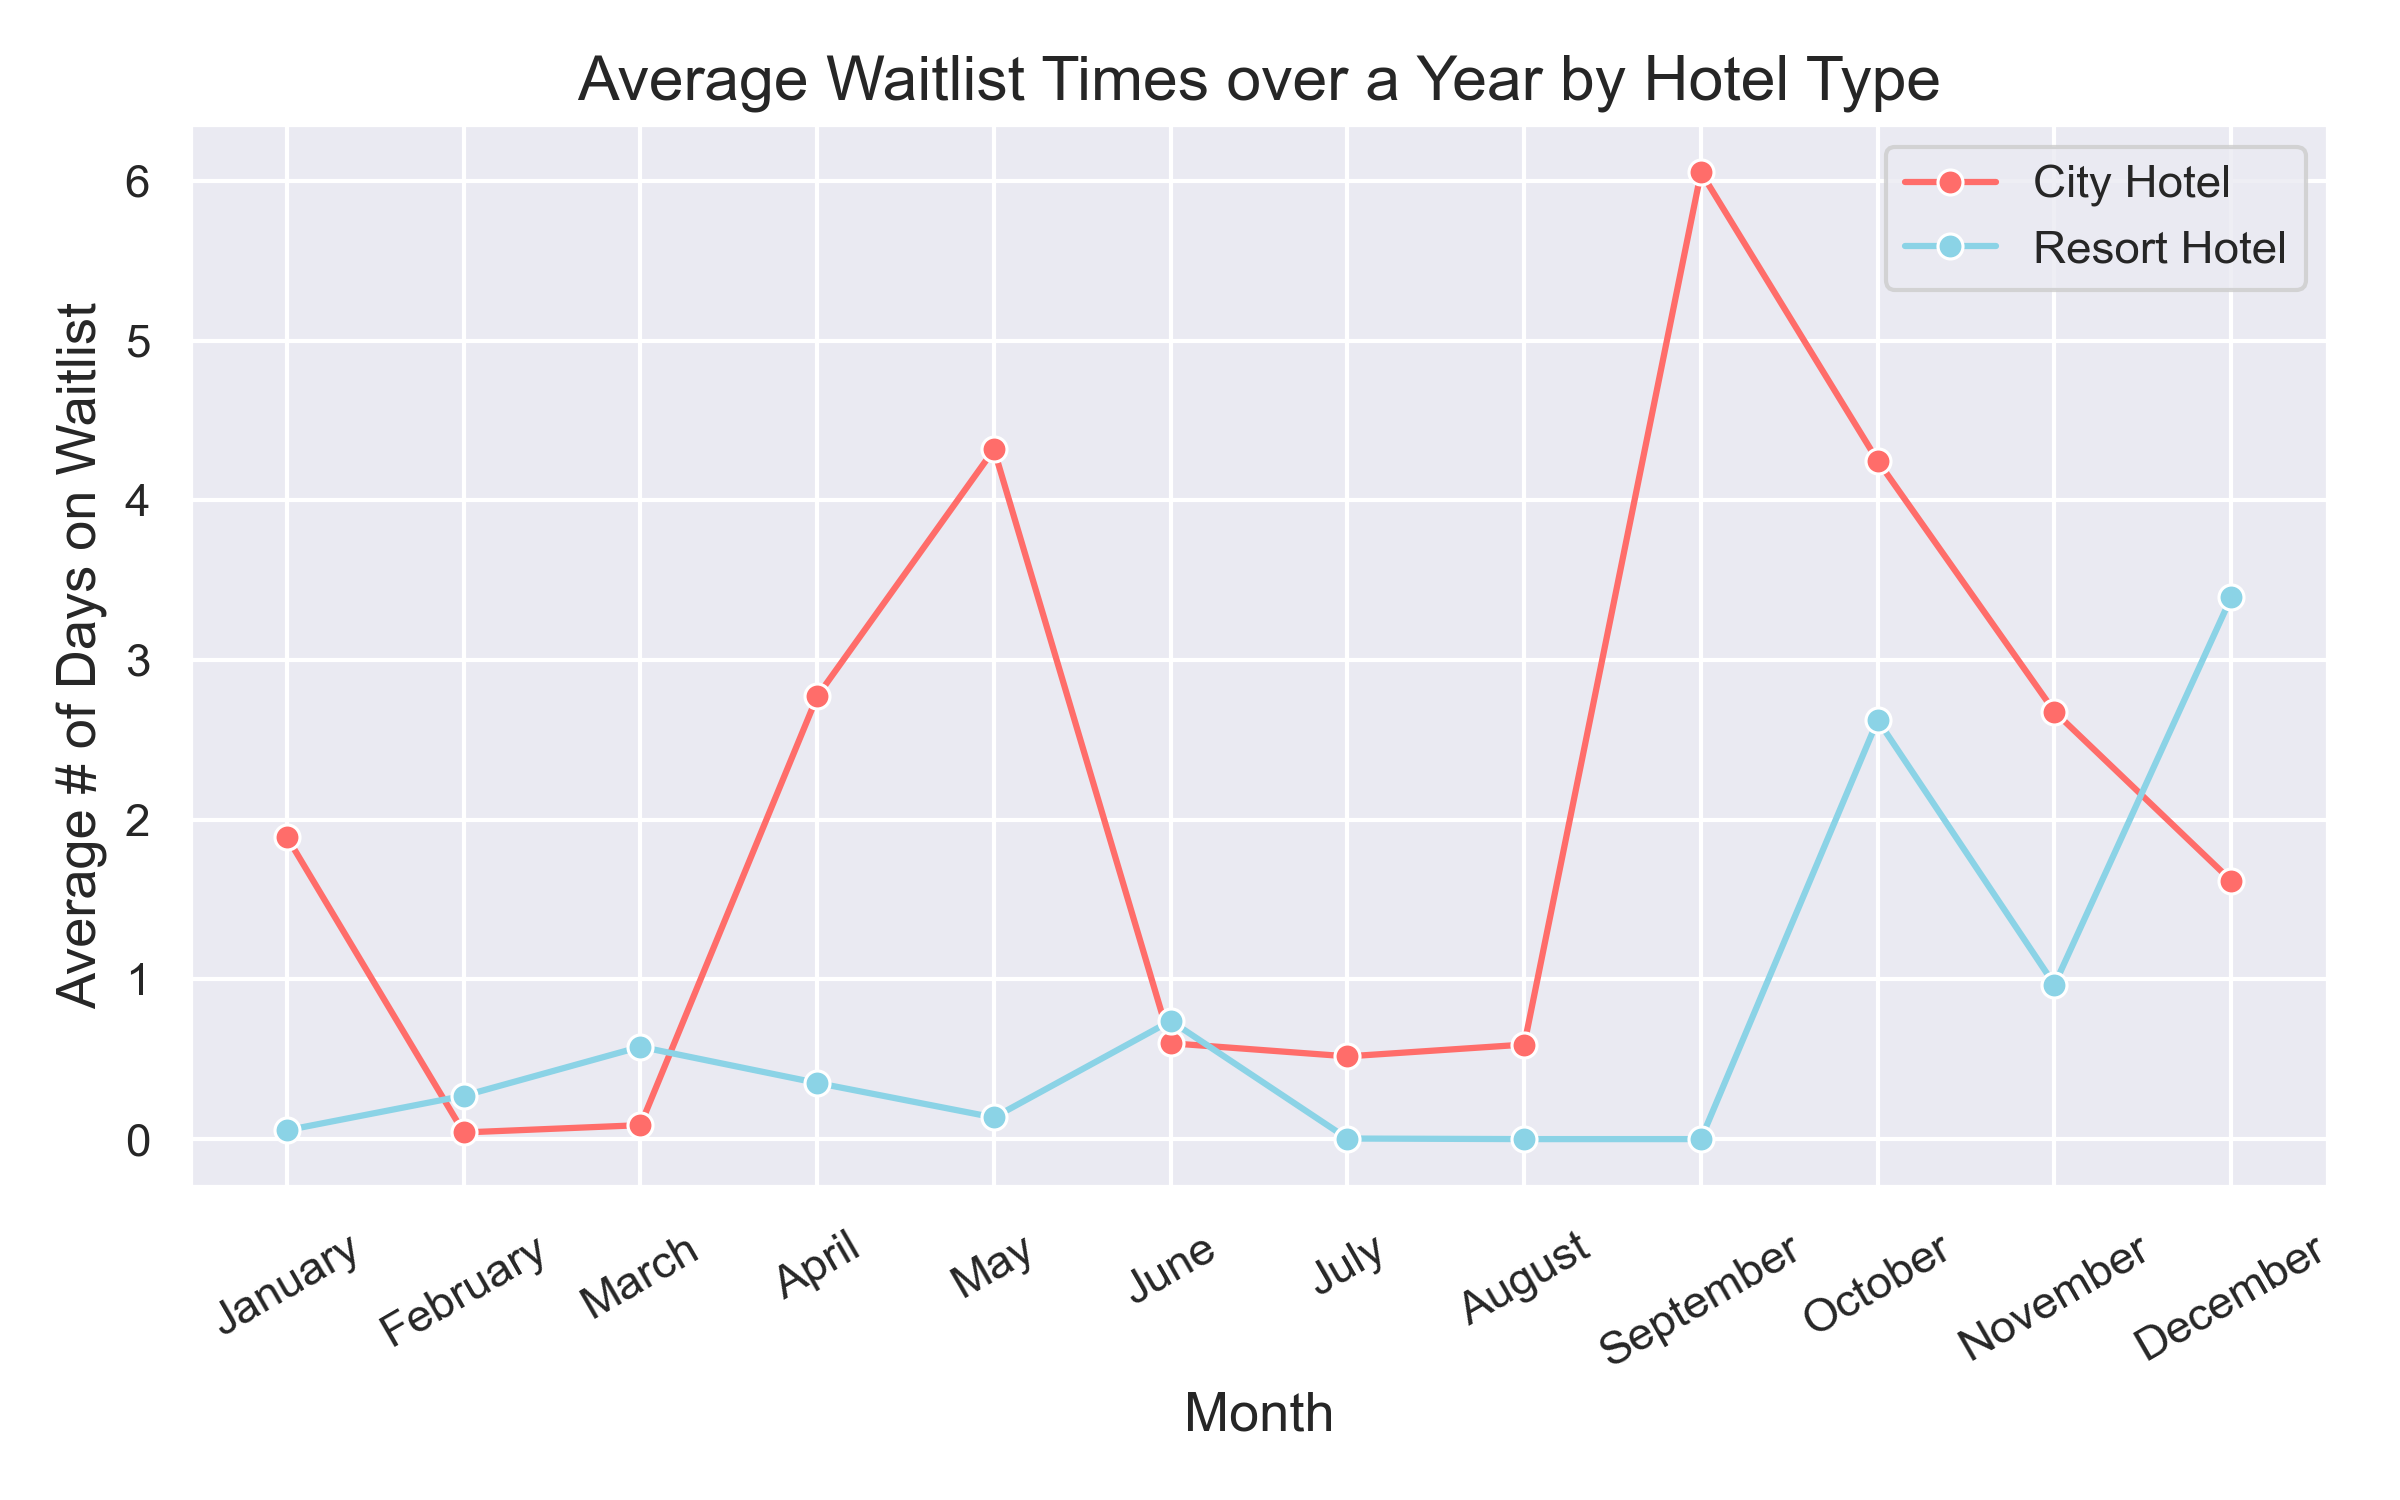 Average Waitlist Times over a Year by Hotel Type
City Hotel
Resort Hotel
Average # of Days on Waitlist
6
5
4
3
2
1
0
January
February
March
April
May
June
July
August
September
October
November
December
Month